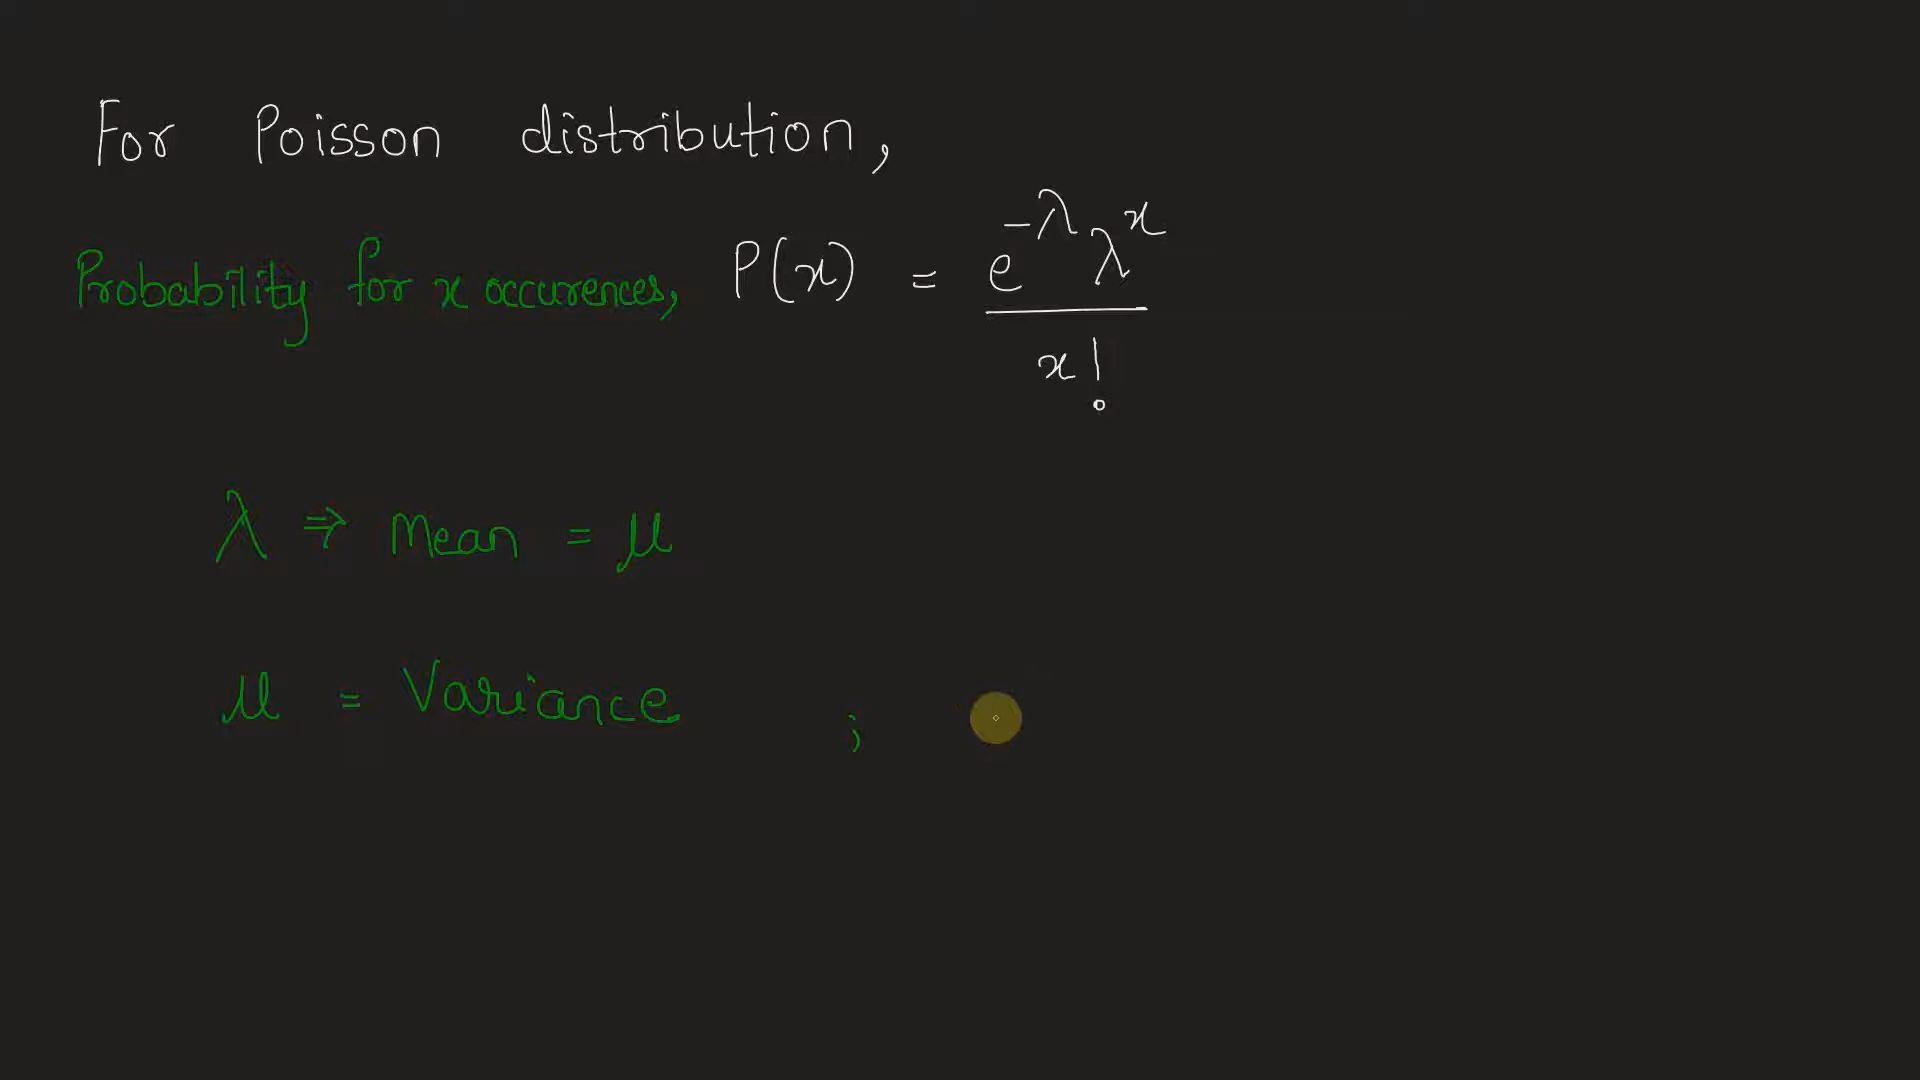 For Poisson distribution,
Probability for x occurences, P(x) = e^{-λ} λ^x / x!
λ ⇒ Mean = μ
μ = Variance ;